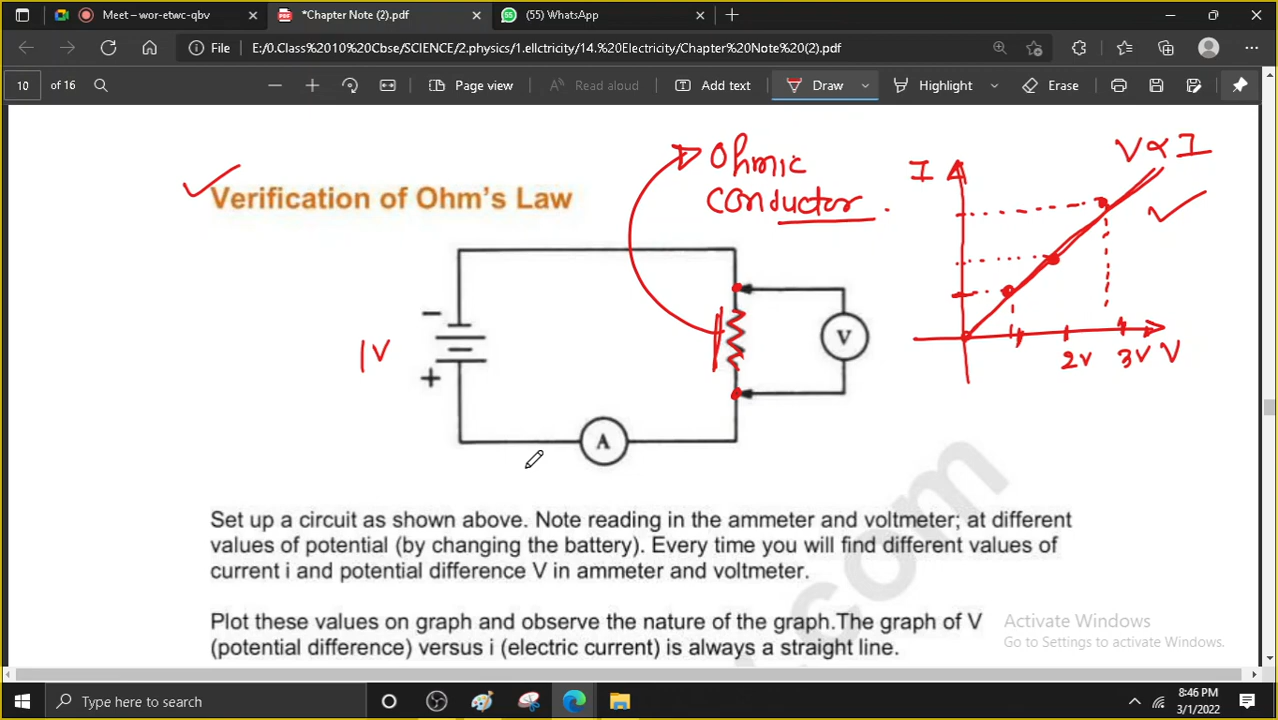 Meet – wor-etwc-qbv
*Chapter Note (2).pdf
(55) WhatsApp
File
E:/0.Class%2010%20Cbse/SCIENCE/2.physics/1.ellctricity/14.%20Electricity/Chapter%20Note%20(2).pdf
10 of 16
Page view
Read aloud
Add text
Draw
Highlight
Erase
Verification of Ohm's Law
Ohmic
conductor.
I
V ∝ I
1V
V
A
2v
3v
V
Set up a circuit as shown above. Note reading in the ammeter and voltmeter; at different
values of potential (by changing the battery). Every time you will find different values of
current i and potential difference V in ammeter and voltmeter.
Plot these values on graph and observe the nature of the graph.The graph of V
(potential difference) versus i (electric current) is always a straight line.
.com
Activate Windows
Go to Settings to activate Windows.
Type here to search
8:46 PM
3/1/2022